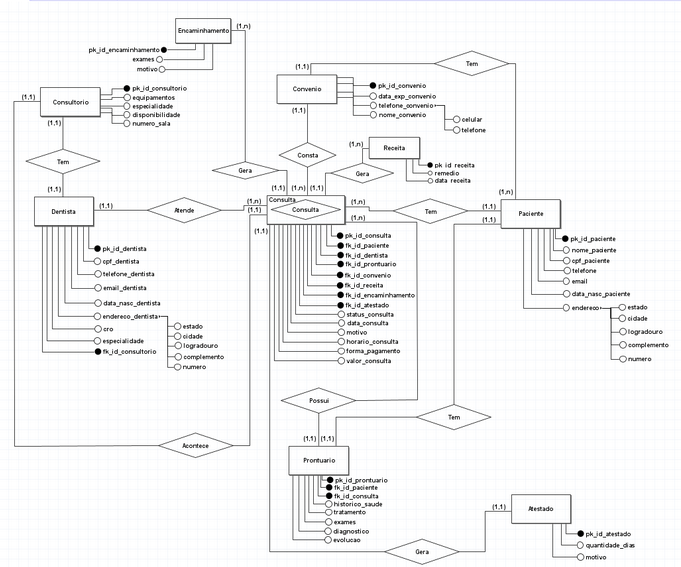 Encaminhamento
(1,n)
pk_id_encaminhamento
exames
motivo
(1,1)
Tem
Convenio
pk_id_convenio
data_exp_convenio
telefone_convenio
nome_convenio
celular
telefone
(1,1)
(1,1)
Consultorio
pk_id_consultorio
equipamentos
especialidade
disponibilidade
numero_sala
(1,1)
Receita
(1,n)
pk_id_receita
remedio
data_receita
Consta
Tem
Gera
Gera
(1,1)
(1,1)
(1,n)
(1,1)
(1,n)
Dentista
(1,n)
Atende
(1,n)
(1,1)
Consulta
Consulta
(1,n)
(1,n)
Tem
(1,1)
(1,1)
Paciente
(1,1)
pk_id_dentista
cpf_dentista
telefone_dentista
email_dentista
data_nasc_dentista
endereco_dentista
cro
especialidade
fk_id_consultorio
estado
cidade
logradouro
complemento
numero
pk_id_consulta
fk_id_paciente
fk_id_dentista
fk_id_prontuario
fk_id_convenio
fk_id_receita
fk_id_encaminhamento
fk_id_atestado
status_consulta
data_consulta
motivo
horario_consulta
forma_pagamento
valor_consulta
pk_id_paciente
nome_paciente
cpf_paciente
telefone
email
data_nasc_paciente
endereco
estado
cidade
logradouro
complemento
numero
Possui
Tem
Acontece
(1,1)
(1,1)
Prontuario
pk_id_prontuario
fk_id_paciente
fk_id_consulta
historico_saude
tratamento
exames
diagnostico
evolucao
(1,1)
Atestado
pk_id_atestado
quantidade_dias
motivo
Gera